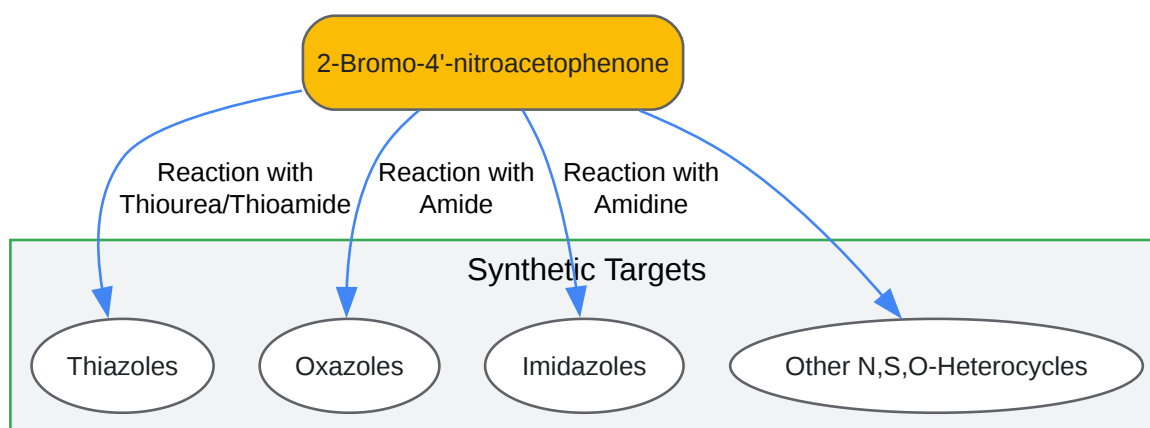 2-Bromo-4'-nitroacetophenone
Reaction with
Thiourea/Thioamide
Reaction with
Amide
Reaction with
Amidine
Synthetic Targets
Thiazoles
Oxazoles
Imidazoles
Other N,S,O-Heterocycles